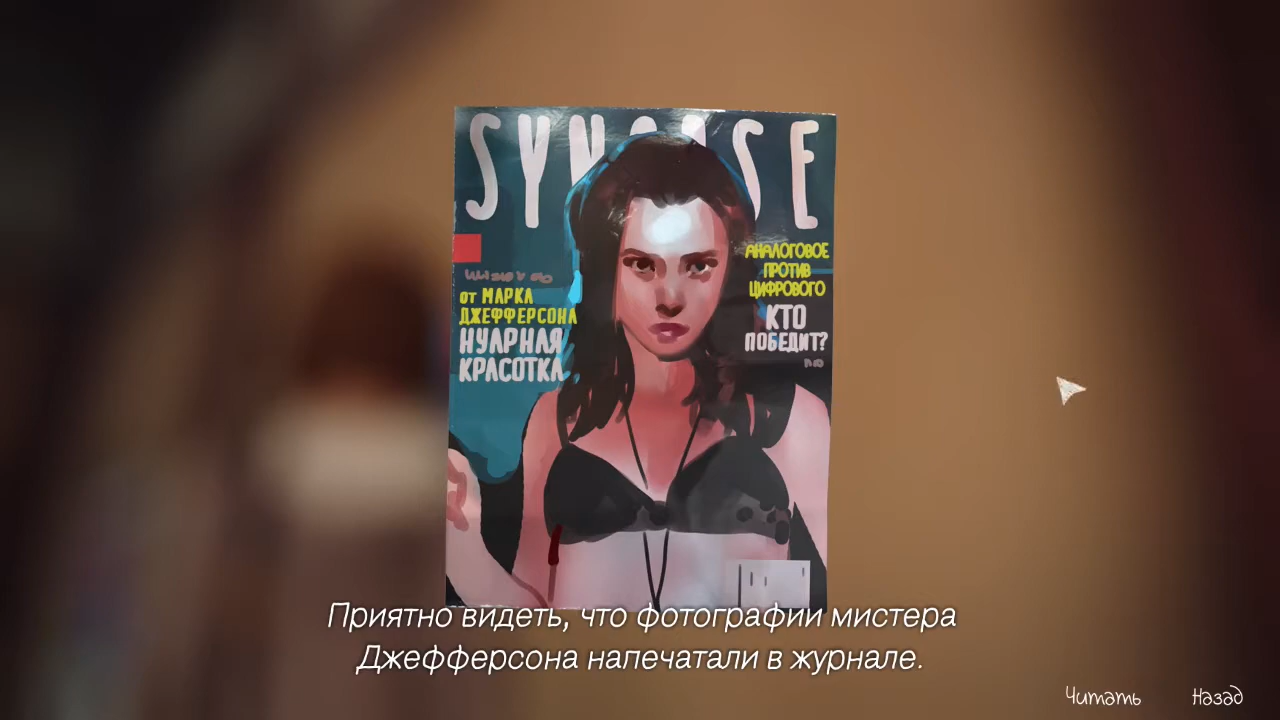 от МАРКА
ДЖЕФФЕРСОНА
НУАРНАЯ
КРАСОТКА
АНАЛОГОВОЕ
ПРОТИВ
ЦИФРОВОГО
КТО
ПОБЕДИТ?
Приятно видеть, что фотографии мистера
Джефферсона напечатали в журнале.
Читать Назад